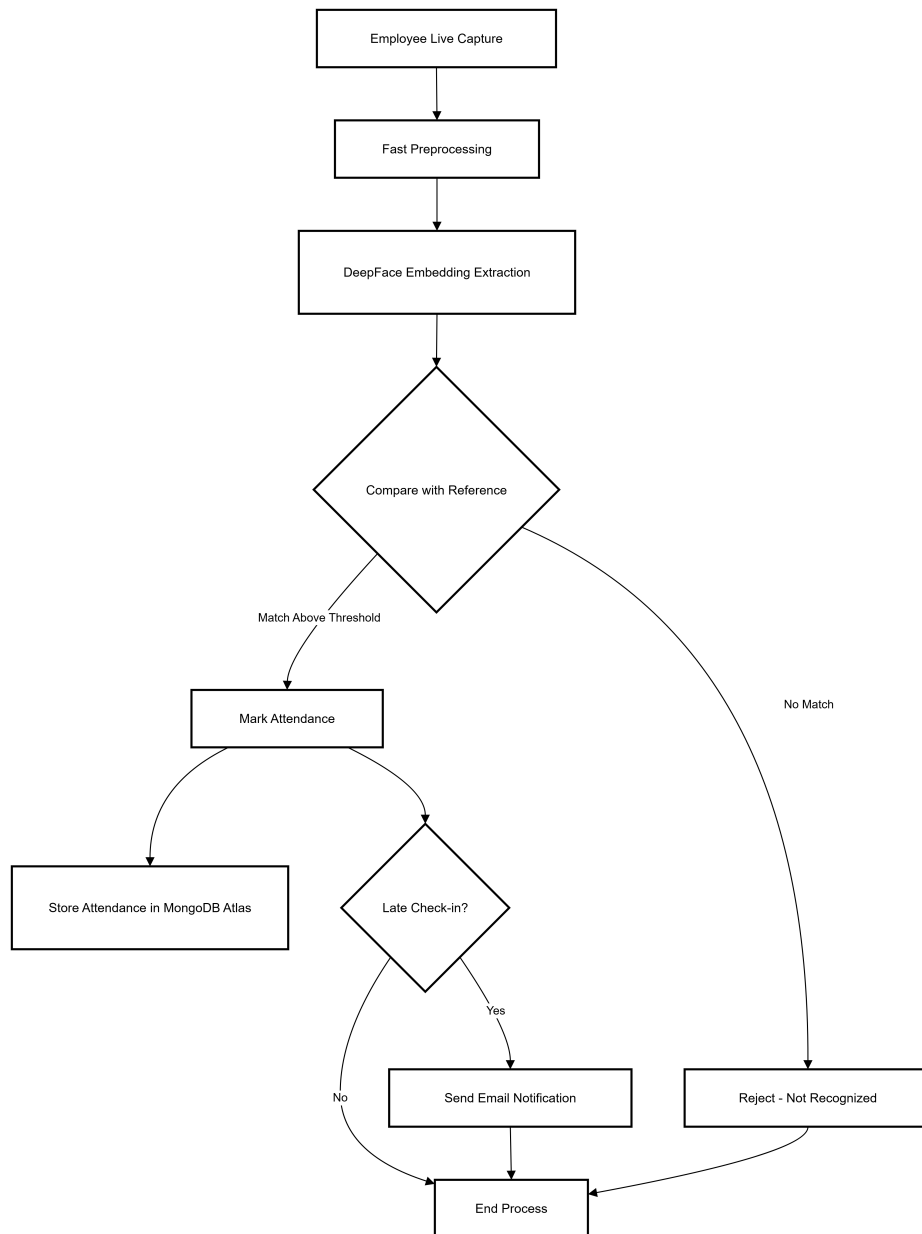 Employee Live Capture
Fast Preprocessing
DeepFace Embedding Extraction
Compare with Reference
Match Above Threshold
No Match
Mark Attendance
Store Attendance in MongoDB Atlas
Late Check-in?
Yes
No
Send Email Notification
Reject - Not Recognized
End Process